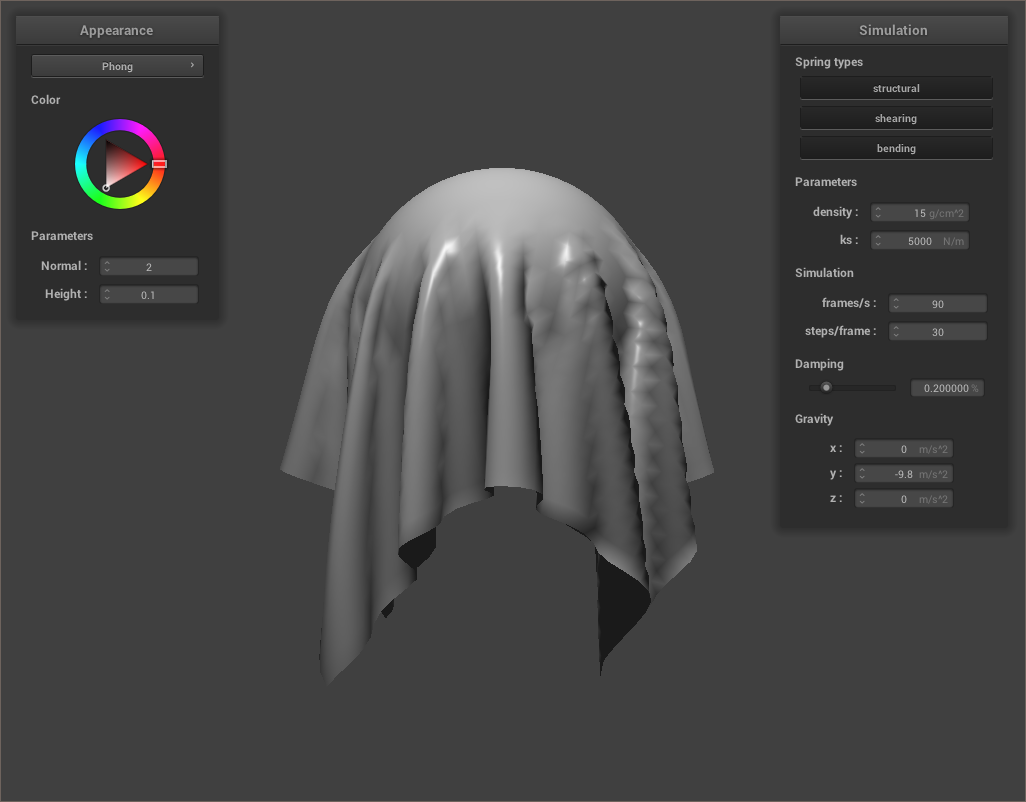 Appearance
Phong ›
Color
Parameters
Normal : 2
Height : 0.1
Simulation
Spring types
structural
shearing
bending
Parameters
density : 15 g/cm^2
ks : 5000 N/m
Simulation
frames/s : 90
steps/frame : 30
Damping
0.200000 %
Gravity
x : 0 m/s^2
y : -9.8 m/s^2
z : 0 m/s^2